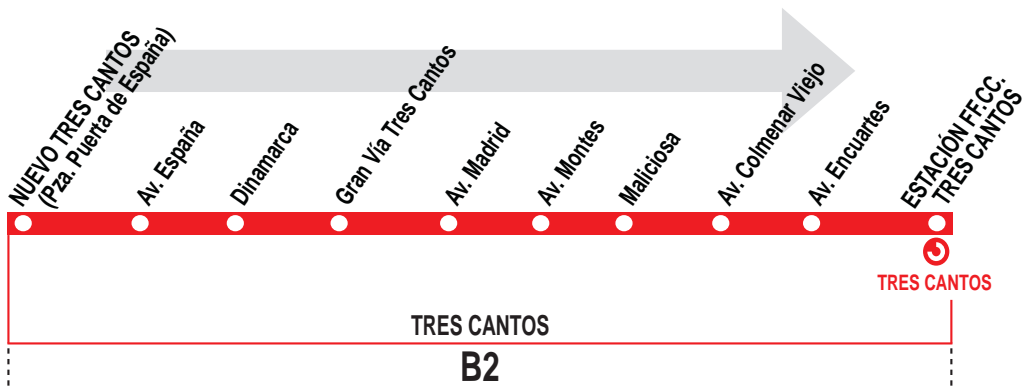 NUEVO TRES CANTOS
(Pza. Puerta de España)
Av. España
Dinamarca
Gran Vía Tres Cantos
Av. Madrid
Av. Montes
Maliciosa
Av. Colmenar Viejo
Av. Encuartes
ESTACIÓN FF.CC.
TRES CANTOS
TRES CANTOS
TRES CANTOS
B2